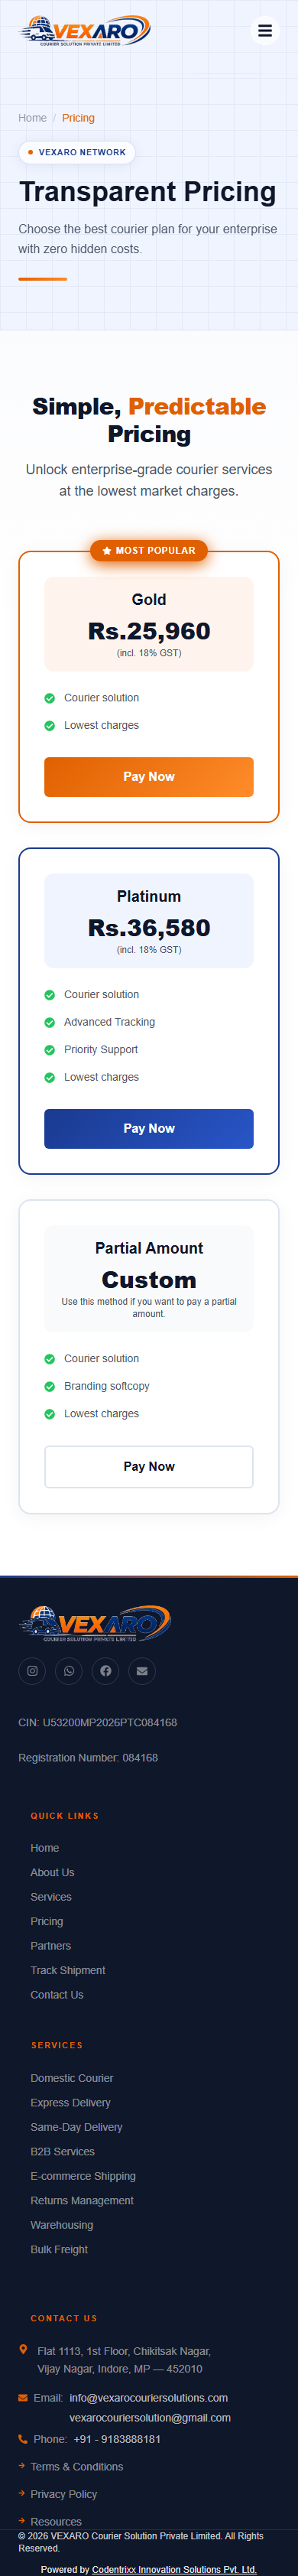 VEXARO
COURIER SOLUTION PRIVATE LIMITED
Home / Pricing
VEXARO NETWORK
Transparent Pricing
Choose the best courier plan for your enterprise
with zero hidden costs.
Simple, Predictable
Pricing
Unlock enterprise-grade courier services
at the lowest market charges.
MOST POPULAR
Gold
Rs.25,960
(incl. 18% GST)
Courier solution
Lowest charges
Pay Now
Platinum
Rs.36,580
(incl. 18% GST)
Courier solution
Advanced Tracking
Priority Support
Lowest charges
Pay Now
Partial Amount
Custom
Use this method if you want to pay a partial
amount.
Courier solution
Branding softcopy
Lowest charges
Pay Now
VEXARO
COURIER SOLUTION PRIVATE LIMITED
CIN: U53200MP2026PTC084168
Registration Number: 084168
QUICK LINKS
Home
About Us
Services
Pricing
Partners
Track Shipment
Contact Us
SERVICES
Domestic Courier
Express Delivery
Same-Day Delivery
B2B Services
E-commerce Shipping
Returns Management
Warehousing
Bulk Freight
CONTACT US
Flat 1113, 1st Floor, Chikitsak Nagar,
Vijay Nagar, Indore, MP — 452010
Email: info@vexarocouriersolutions.com
vexarocouriersolution@gmail.com
Phone: +91 - 9183888181
Terms & Conditions
Privacy Policy
Resources
© 2026 VEXARO Courier Solution Private Limited. All Rights
Reserved.
Powered by Codentrixx Innovation Solutions Pvt. Ltd.